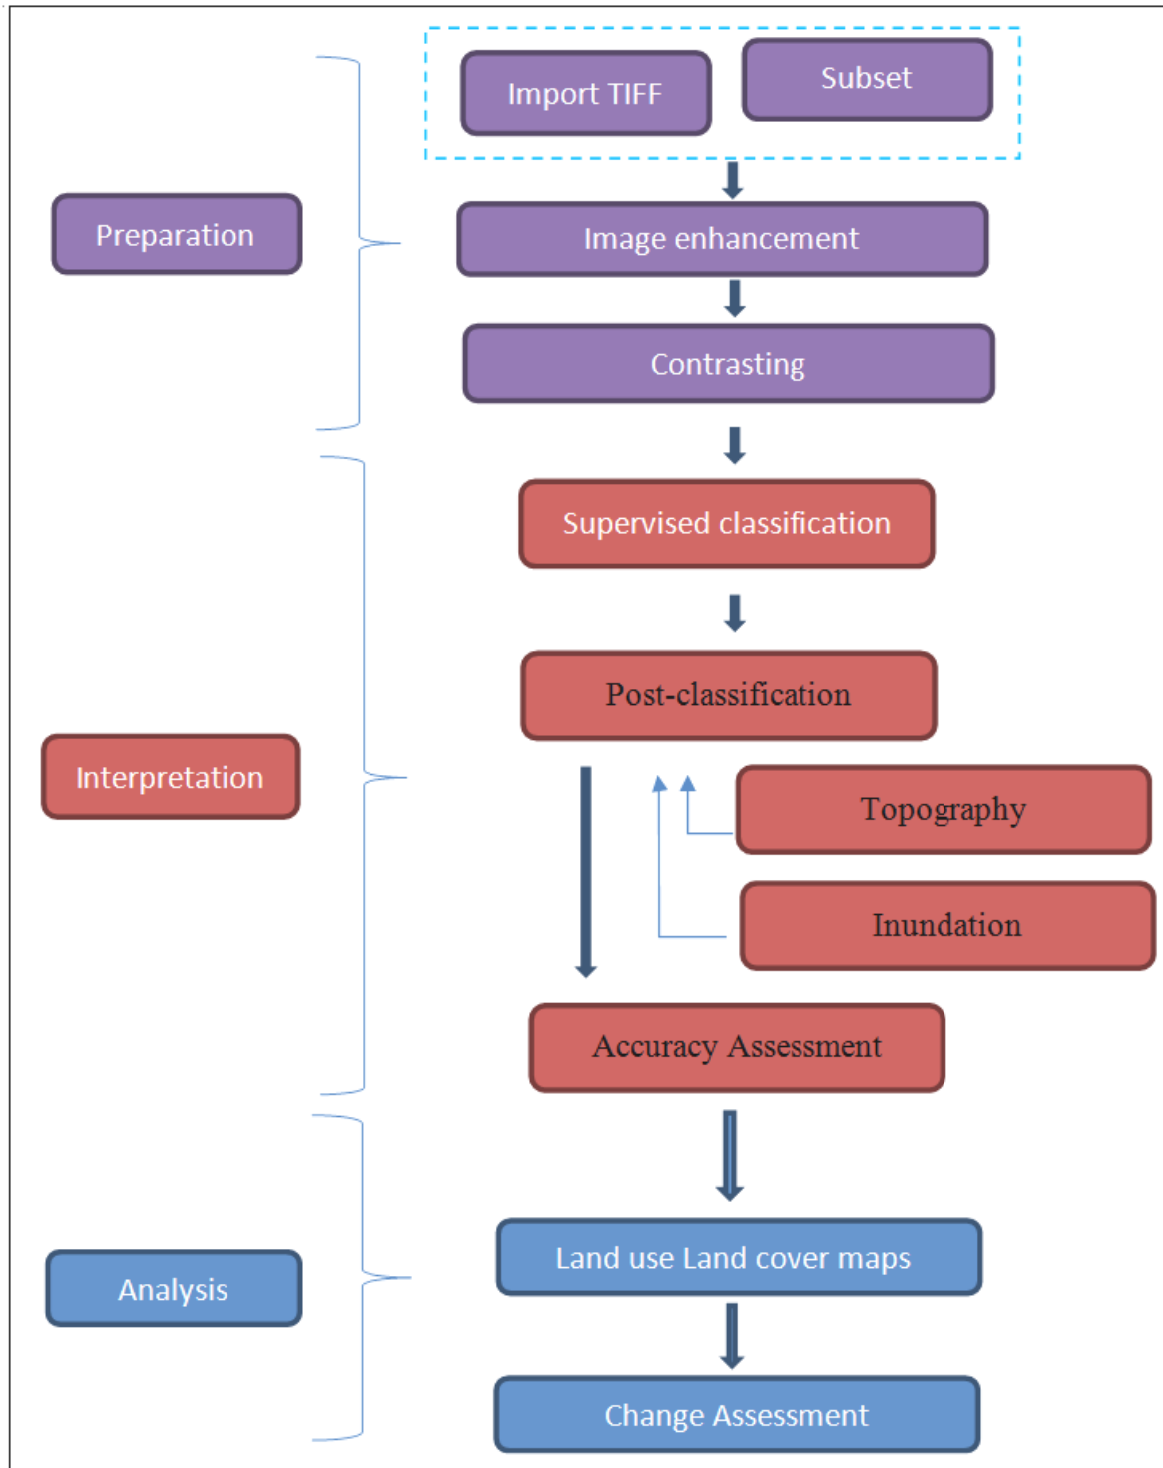 Import TIFF
Subset
Preparation
Image enhancement
Contrasting
Supervised classification
Post-classification
Interpretation
Topography
Inundation
Accuracy Assessment
Land use Land cover maps
Analysis
Change Assessment